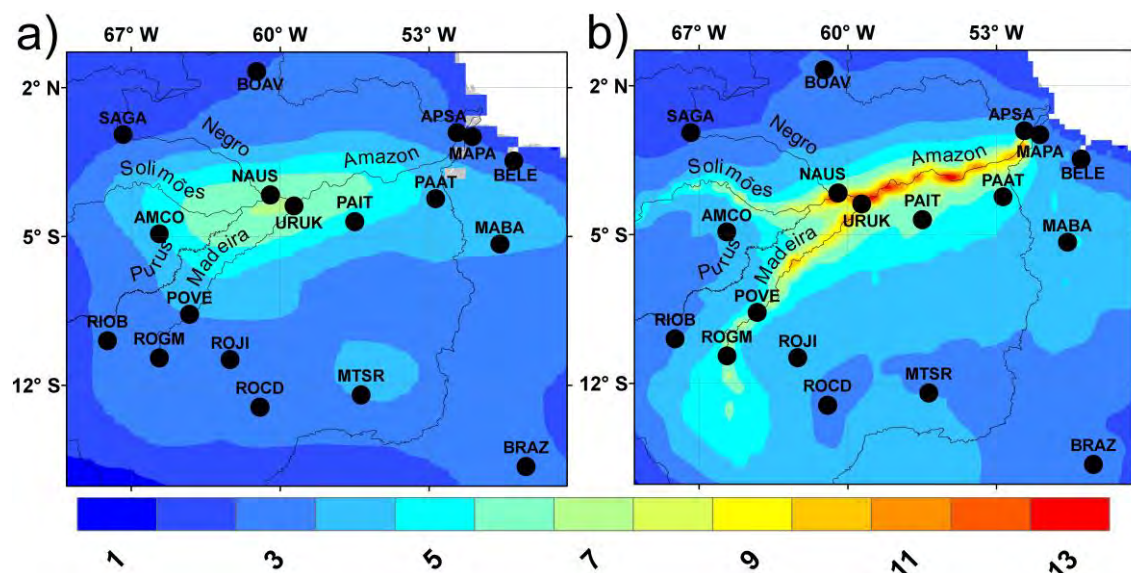 a)
67° W
60° W
53° W
2° N
5° S
12° S
BOAV
SAGA
APSA
MAPA
BELE
Negro
Amazon
Solimões
NAUS
PAAT
AMCO
URUK
PAIT
MABA
Purus
Madeira
POVE
RIOB
ROGM
ROJI
ROCD
MTSR
BRAZ
b)
67° W
60° W
53° W
2° N
5° S
12° S
BOAV
SAGA
APSA
MAPA
BELE
Negro
Amazon
Solimões
NAUS
PAAT
AMCO
URUK
PAIT
MABA
Purus
Madeira
POVE
RIOB
ROGM
ROJI
ROCD
MTSR
BRAZ
1 3 5 7 9 11 13